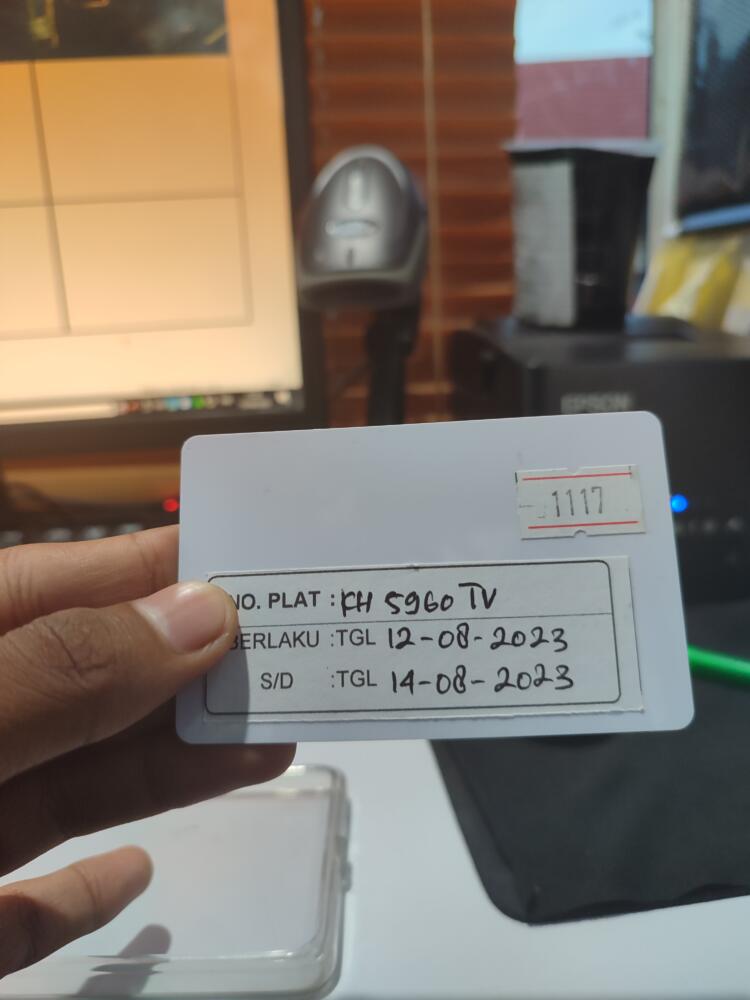 EPSON
1117
NO. PLAT : KH 5960 TV
BERLAKU :TGL 12-08-2023
S/D :TGL 14-08-2023